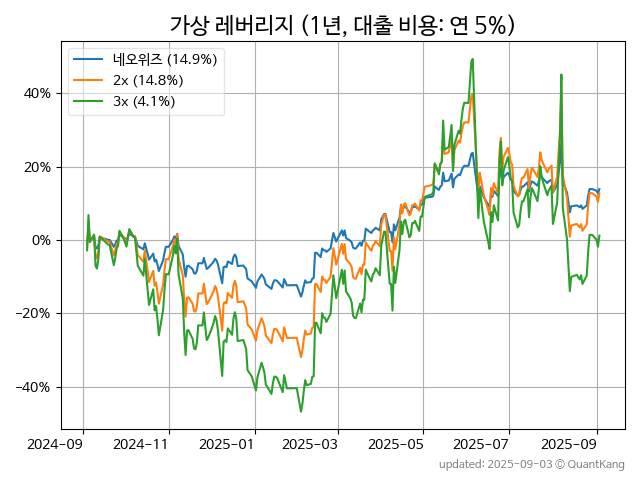 가상 레버리지 (1년, 대출 비용: 연 5%)
네오위즈 (14.9%)
2x (14.8%)
3x (4.1%)
40%
20%
0%
−20%
−40%
2024-09 2024-11 2025-01 2025-03 2025-05 2025-07 2025-09
updated: 2025-09-03 © QuantKang